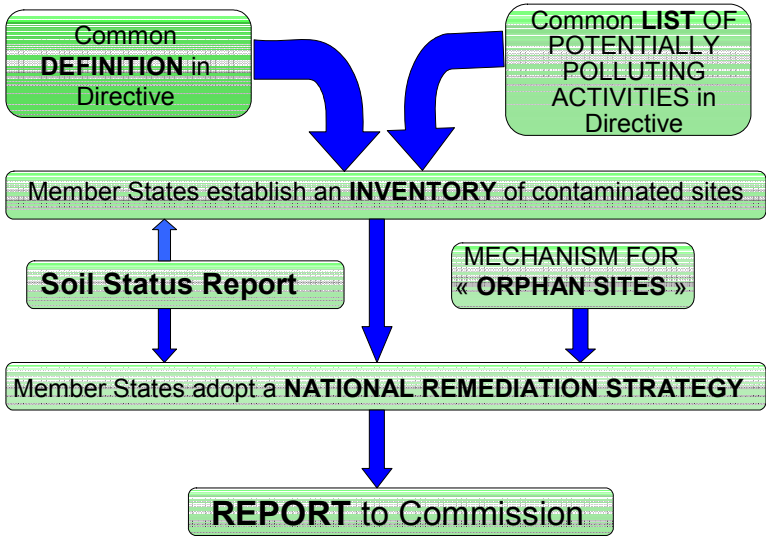 Common
DEFINITION in
Directive
Common LIST OF
POTENTIALLY
POLLUTING
ACTIVITIES in
Directive
Member States establish an INVENTORY of contaminated sites
Soil Status Report
MECHANISM FOR
« ORPHAN SITES »
Member States adopt a NATIONAL REMEDIATION STRATEGY
REPORT to Commission